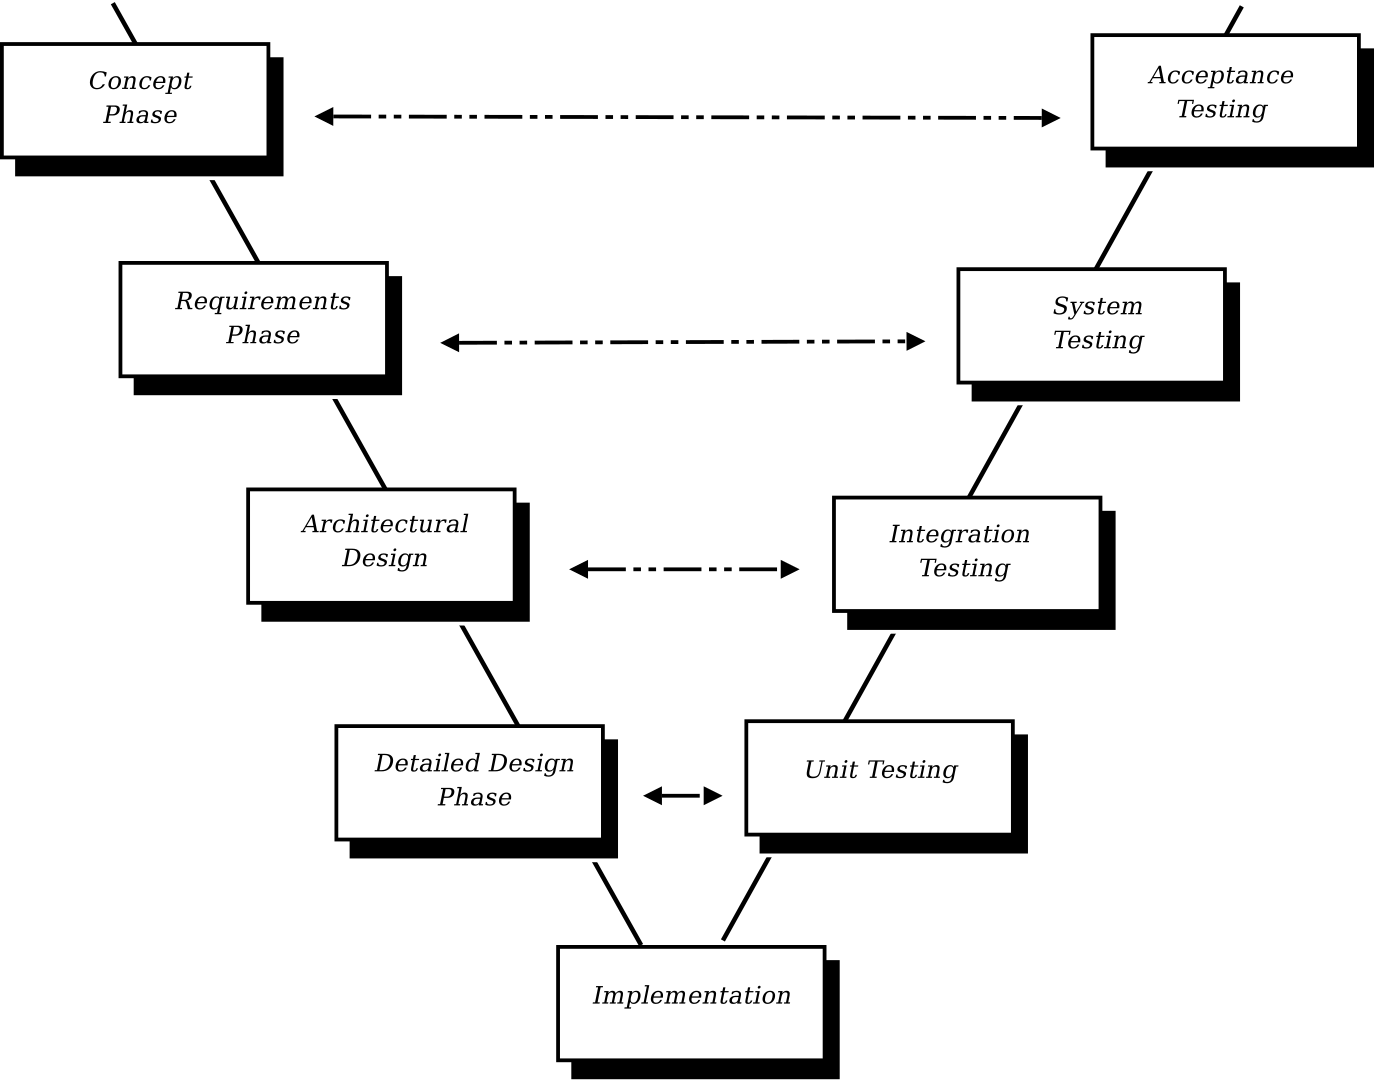 Concept
Phase
Acceptance
Testing
Requirements
Phase
System
Testing
Architectural
Design
Integration
Testing
Detailed Design
Phase
Unit Testing
Implementation